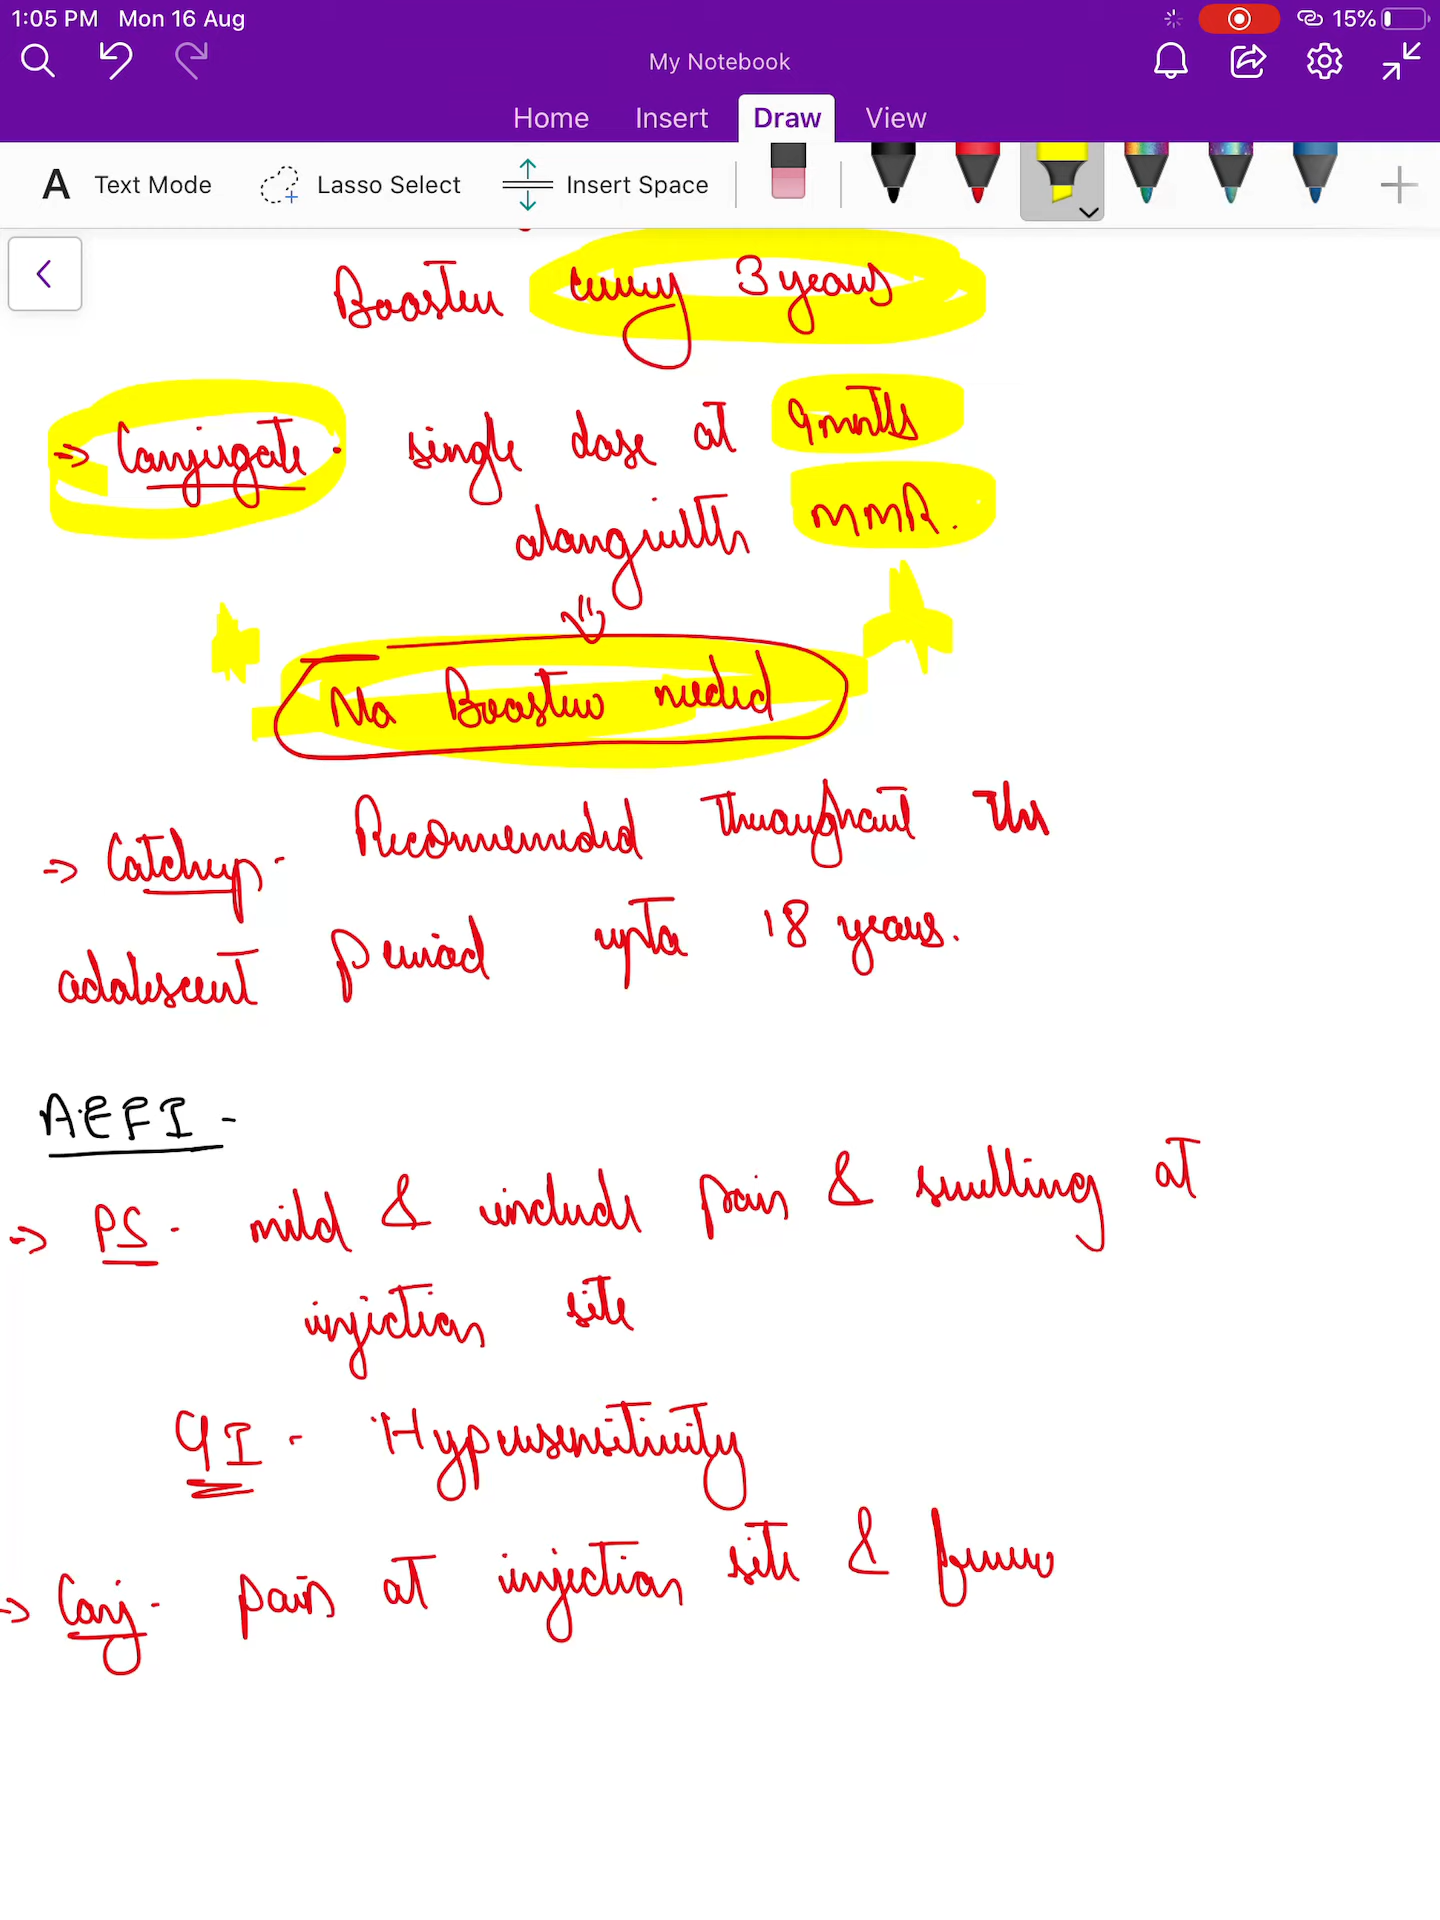 1:05 PM Mon 16 Aug 15%
My Notebook
Home Insert Draw View
A Text Mode Lasso Select Insert Space
Booster every 3 years
=> Conjugate - single dose at 9 months
alongwith MMR.
No Booster needed
=> Catchup - Recommended throughout the
adolescent period upto 18 years.
AEFI -
=> PS - mild & include pain & swelling at
injection site
CI - Hypersensitivity
=> Conj - pain at injection site & fever